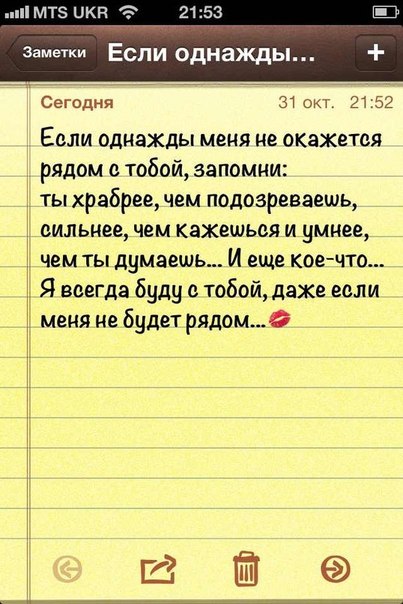 MTS UKR 21:53
Заметки Если однажды... +
Сегодня 31 окт. 21:52
Если однажды меня не окажется
рядом с тобой, запомни:
ты храбрее, чем подозреваешь,
сильнее, чем кажешься и умнее,
чем ты думаешь... И еще кое-что...
Я всегда буду с тобой, даже если
меня не будет рядом...💋